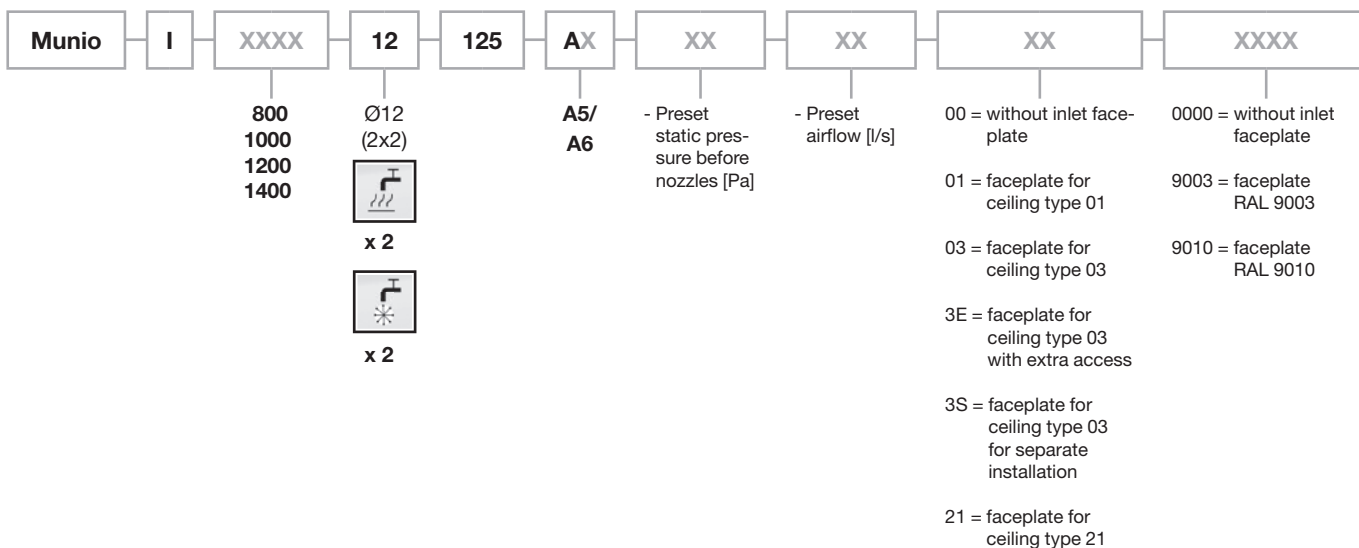 Munio I XXXX 12 125 AX XX XX XX XXXX
800
1000
1200
1400
Ø12
(2x2)
x 2
x 2
A5/
A6
- Preset
static pres-
sure before
nozzles [Pa]
- Preset
airflow [l/s]
00 = without inlet face-
plate
01 = faceplate for
ceiling type 01
03 = faceplate for
ceiling type 03
3E = faceplate for
ceiling type 03
with extra access
3S = faceplate for
ceiling type 03
for separate
installation
21 = faceplate for
ceiling type 21
0000 = without inlet
faceplate
9003 = faceplate
RAL 9003
9010 = faceplate
RAL 9010